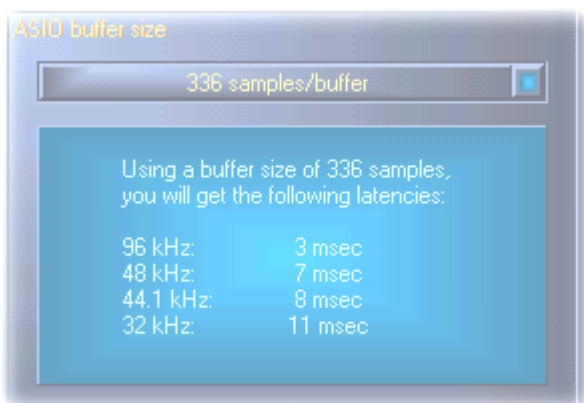 ASIO buffer size
336 samples/buffer
Using a buffer size of 336 samples,
you will get the following latencies:
96 kHz: 3 msec
48 kHz: 7 msec
44.1 kHz: 8 msec
32 kHz: 11 msec